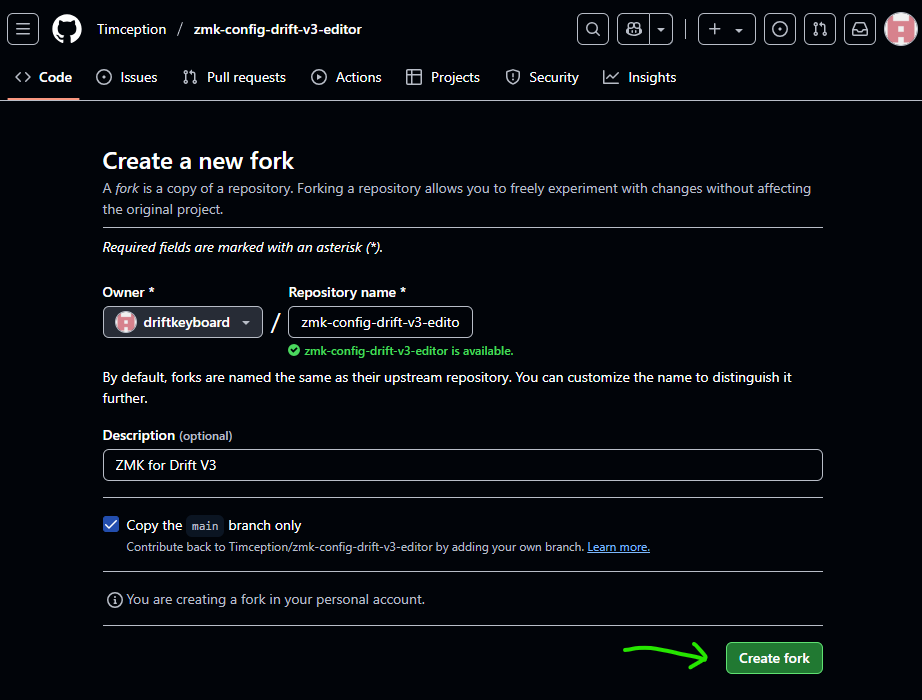 Timception / zmk-config-drift-v3-editor
Code Issues Pull requests Actions Projects Security Insights
Create a new fork
A fork is a copy of a repository. Forking a repository allows you to freely experiment with changes without affecting
the original project.
Required fields are marked with an asterisk (*).
Owner * Repository name *
driftkeyboard / zmk-config-drift-v3-edito
zmk-config-drift-v3-editor is available.
By default, forks are named the same as their upstream repository. You can customize the name to distinguish it
further.
Description (optional)
ZMK for Drift V3
Copy the main branch only
Contribute back to Timception/zmk-config-drift-v3-editor by adding your own branch. Learn more.
You are creating a fork in your personal account.
Create fork